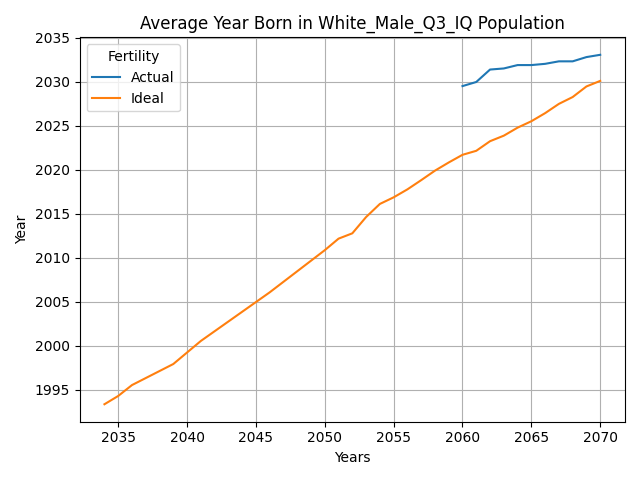 Average Year Born in White_Male_Q3_IQ Population
Year
2035
2030
2025
2020
2015
2010
2005
2000
1995
Fertility
Actual
Ideal
2035 2040 2045 2050 2055 2060 2065 2070
Years